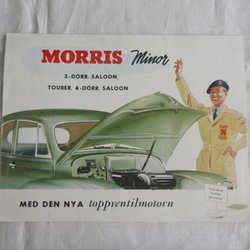 MORRIS Minor
2-DÖRR. SALOON,
TOURER, 4-DÖRR. SALOON
MED DEN NYA toppventilmotorn